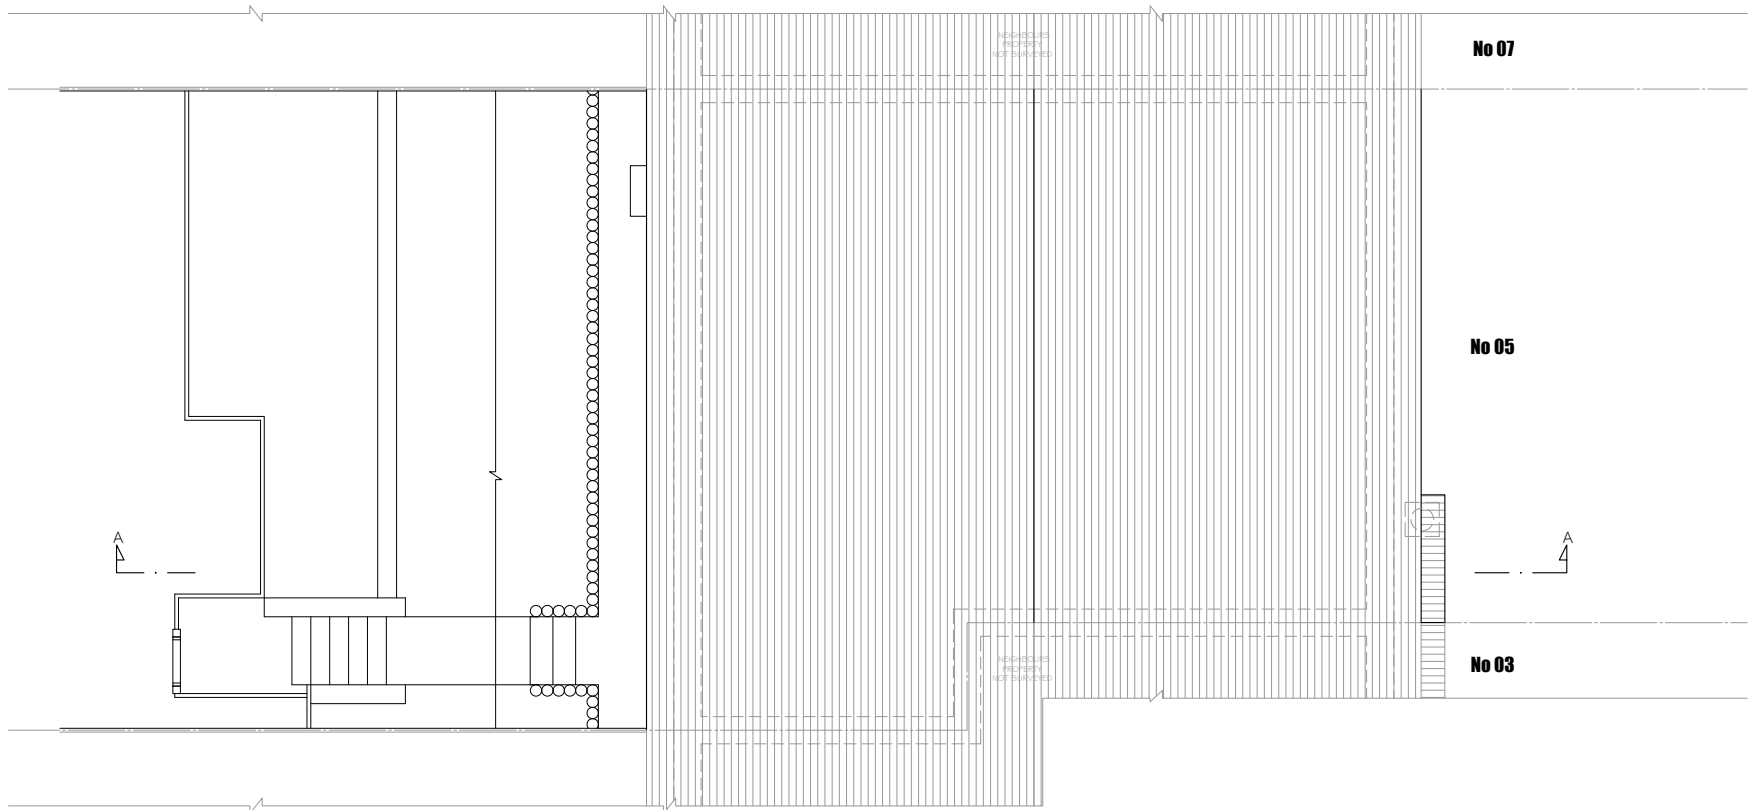 NEIGHBOURS
PROPERTY
NOT SURVEYED
No 07
No 05
A
A
NEIGHBOURS
PROPERTY
NOT SURVEYED
No 03